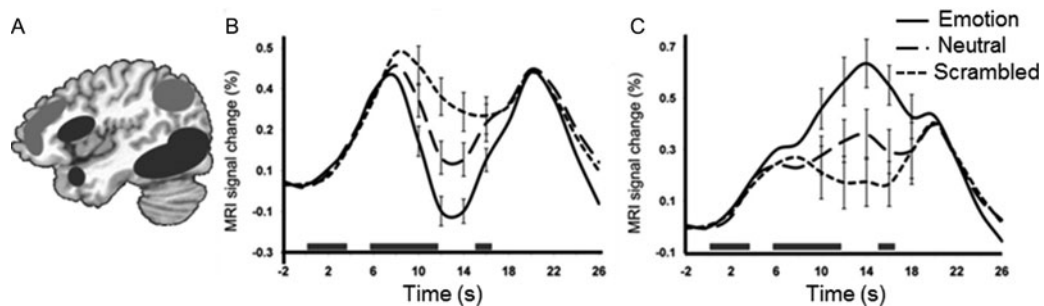 A
B
MRI signal change (%)
0.5
0.4
0.2
0.1
-0.1
-0.3
-2 2 6 10 14 18 22 26
Time (s)
C
MRI signal change (%)
0.7
0.5
0.3
0.1
-0.1
-2 2 6 10 14 18 22 26
Time (s)
Emotion
Neutral
Scrambled